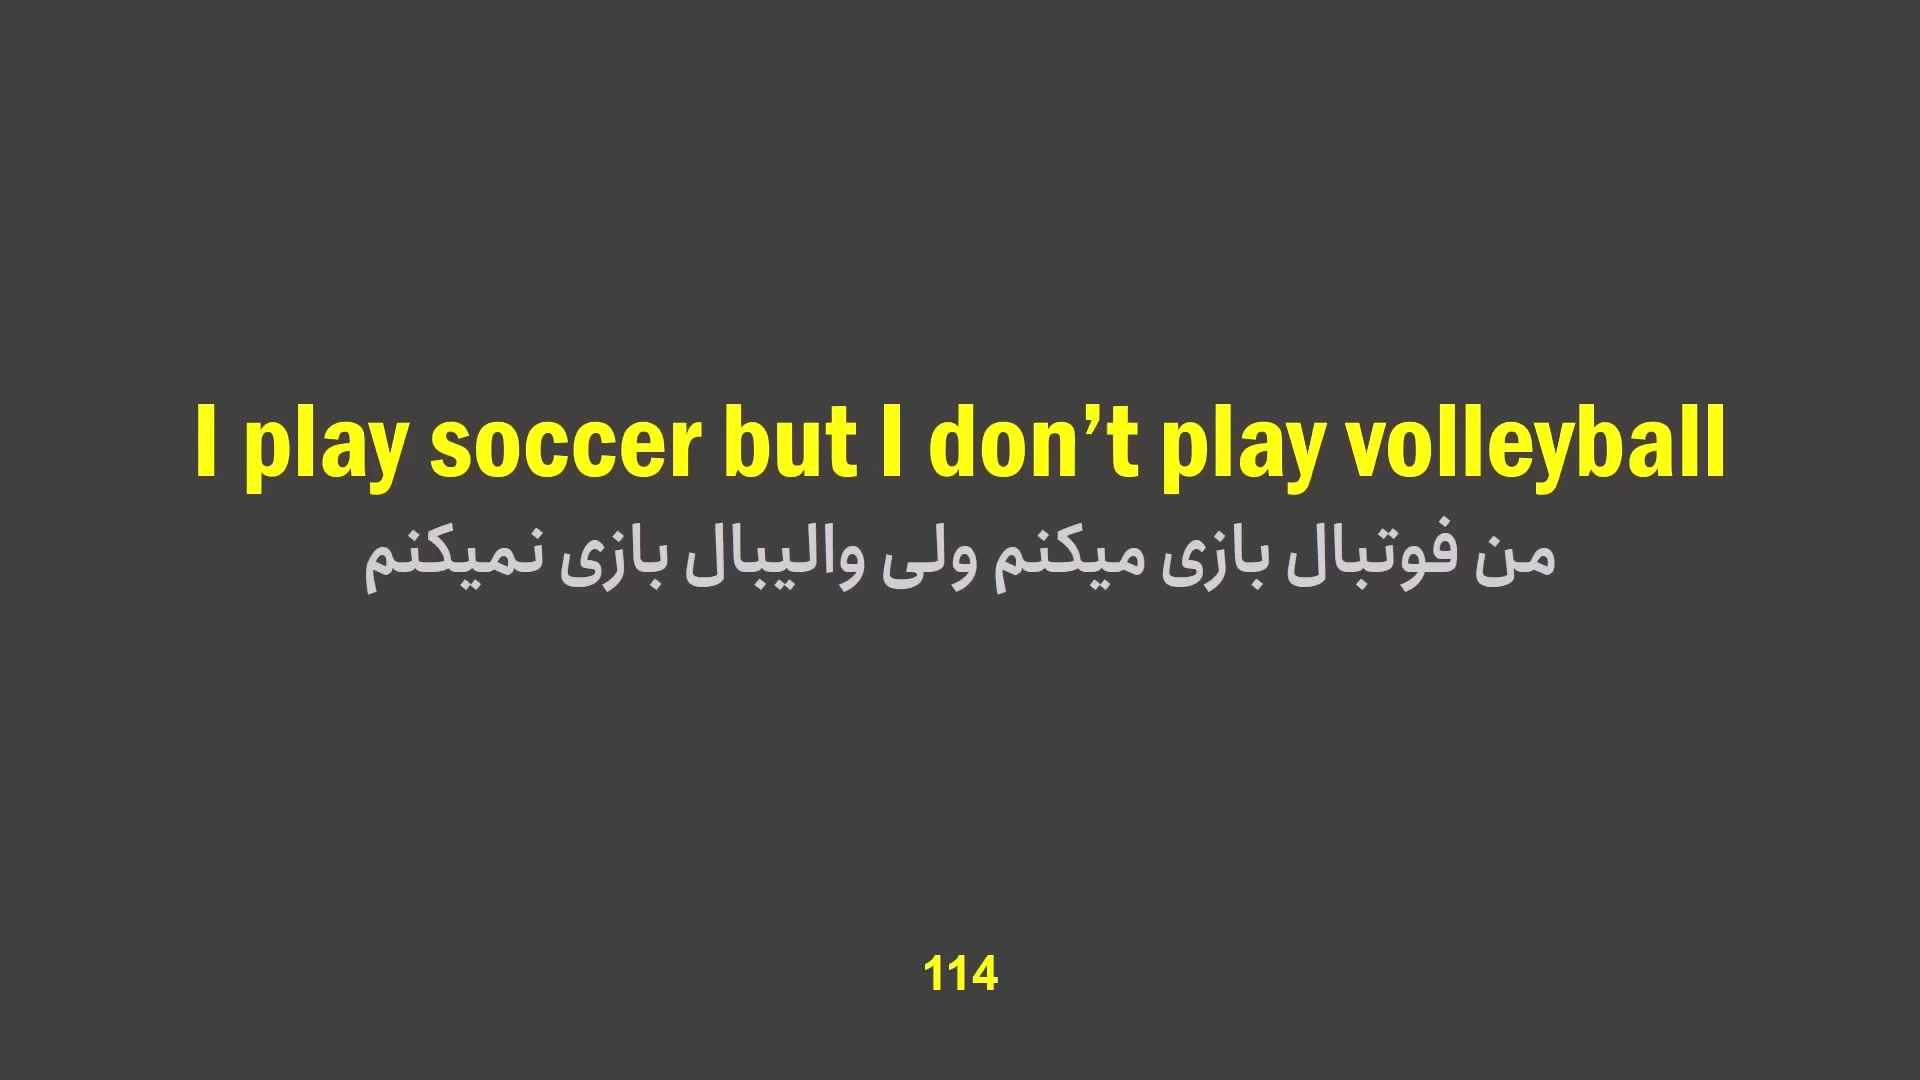 I play soccer but I don’t play volleyball
من فوتبال بازی میکنم ولی والیبال بازی نمیکنم
114